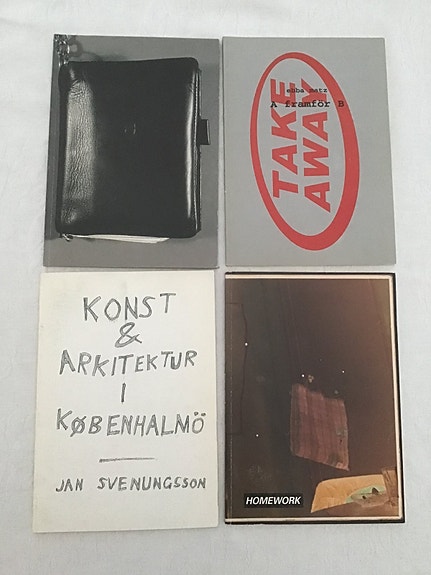 ebba matz
A framför B
TAKE
AWAY
KONST
&
ARKITEKTUR
I
KØBENHALMÖ
JAN SVENUNGSSON
HOMEWORK